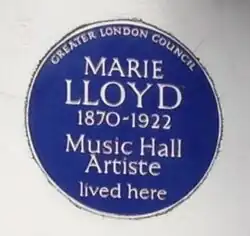 GREATER LONDON COUNCIL
MARIE
LLOYD
1870-1922
Music Hall
Artiste
lived here